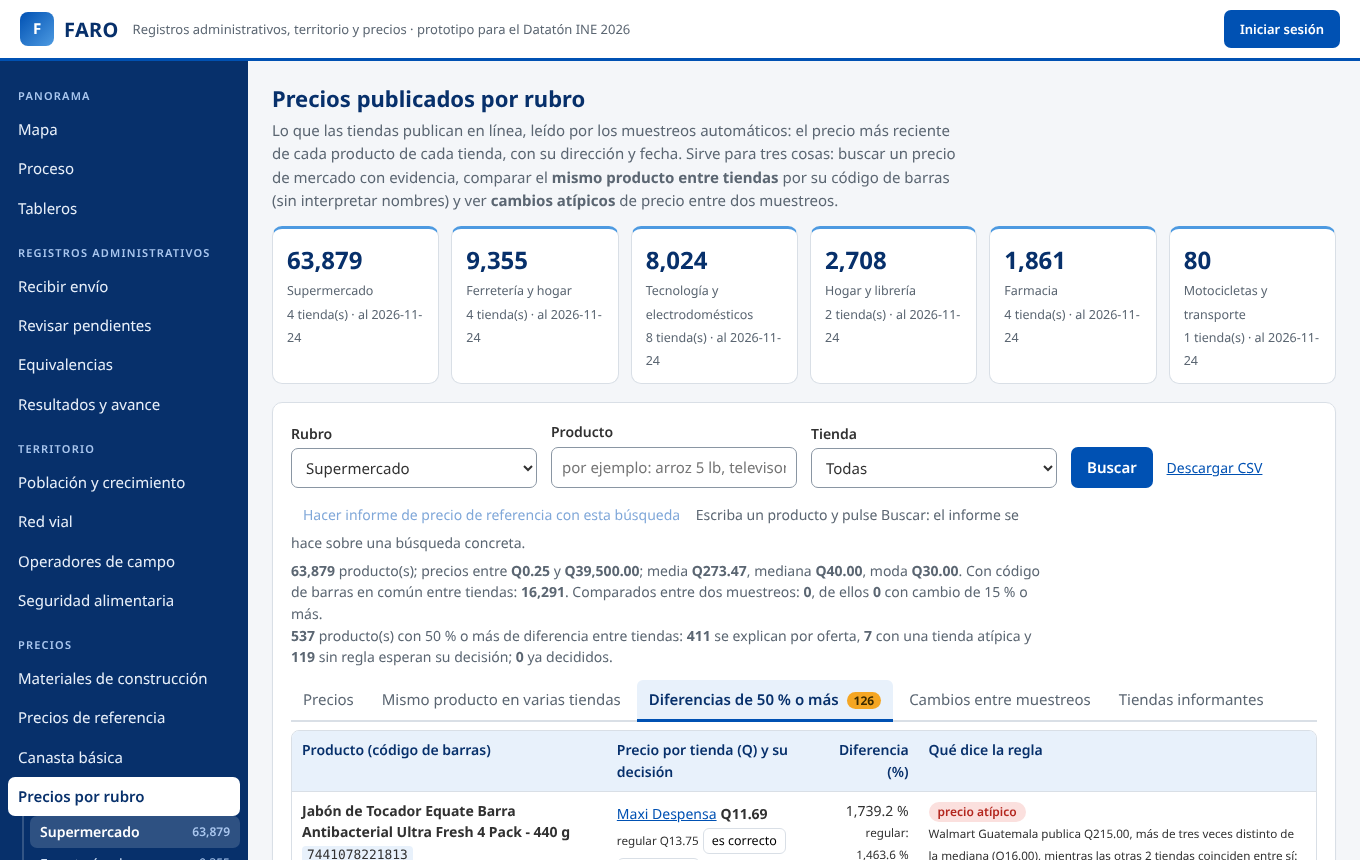 F
FARO
Registros administrativos, territorio y precios · prototipo para el Datatón INE 2026
Iniciar sesión
PANORAMA
Mapa
Proceso
Tableros
REGISTROS ADMINISTRATIVOS
Recibir envío
Revisar pendientes
Equivalencias
Resultados y avance
TERRITORIO
Población y crecimiento
Red vial
Operadores de campo
Seguridad alimentaria
PRECIOS
Materiales de construcción
Precios de referencia
Canasta básica
Precios por rubro
Supermercado 63,879
Precios publicados por rubro
Lo que las tiendas publican en línea, leído por los muestreos automáticos: el precio más reciente
de cada producto de cada tienda, con su dirección y fecha. Sirve para tres cosas: buscar un precio
de mercado con evidencia, comparar el mismo producto entre tiendas por su código de barras
(sin interpretar nombres) y ver cambios atípicos de precio entre dos muestreos.
63,879
Supermercado
4 tienda(s) · al 2026-11-
24
9,355
Ferretería y hogar
4 tienda(s) · al 2026-11-
24
8,024
Tecnología y
electrodomésticos
8 tienda(s) · al 2026-11-
24
2,708
Hogar y librería
2 tienda(s) · al 2026-11-
24
1,861
Farmacia
4 tienda(s) · al 2026-11-
24
80
Motocicletas y
transporte
1 tienda(s) · al 2026-11-
24
Rubro
Supermercado
Producto
por ejemplo: arroz 5 lb, televisor
Tienda
Todas
Buscar
Descargar CSV
Hacer informe de precio de referencia con esta búsqueda Escriba un producto y pulse Buscar: el informe se
hace sobre una búsqueda concreta.
63,879 producto(s); precios entre Q0.25 y Q39,500.00; media Q273.47, mediana Q40.00, moda Q30.00. Con código
de barras en común entre tiendas: 16,291. Comparados entre dos muestreos: 0, de ellos 0 con cambio de 15 % o
más.
537 producto(s) con 50 % o más de diferencia entre tiendas: 411 se explican por oferta, 7 con una tienda atípica y
119 sin regla esperan su decisión; 0 ya decididos.
Precios
Mismo producto en varias tiendas
Diferencias de 50 % o más 126
Cambios entre muestreos
Tiendas informantes
Producto (código de barras)
Precio por tienda (Q) y su
decisión
Diferencia
(%)
Qué dice la regla
Jabón de Tocador Equate Barra
Antibacterial Ultra Fresh 4 Pack - 440 g
7441078221813
Maxi Despensa Q11.69
regular Q13.75 es correcto
1,739.2 %
regular:
1,463.6 %
precio atípico
Walmart Guatemala publica Q215.00, más de tres veces distinto de
la mediana (Q16.00), mientras las otras 2 tiendas coinciden entre sí;